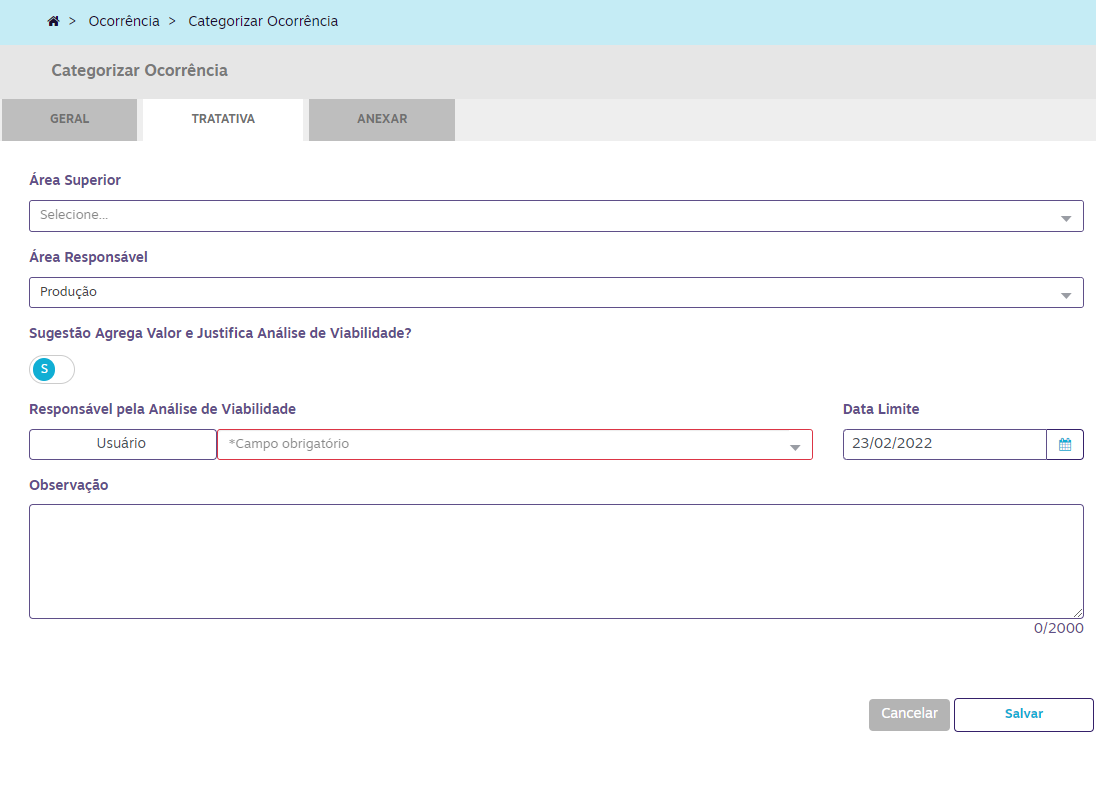 > Ocorrência > Categorizar Ocorrência
Categorizar Ocorrência
GERAL TRATATIVA ANEXAR
Área Superior
Selecione...
Área Responsável
Produção
Sugestão Agrega Valor e Justifica Análise de Viabilidade?
S
Responsável pela Análise de Viabilidade Data Limite
Usuário *Campo obrigatório 23/02/2022
Observação
0/2000
Cancelar Salvar